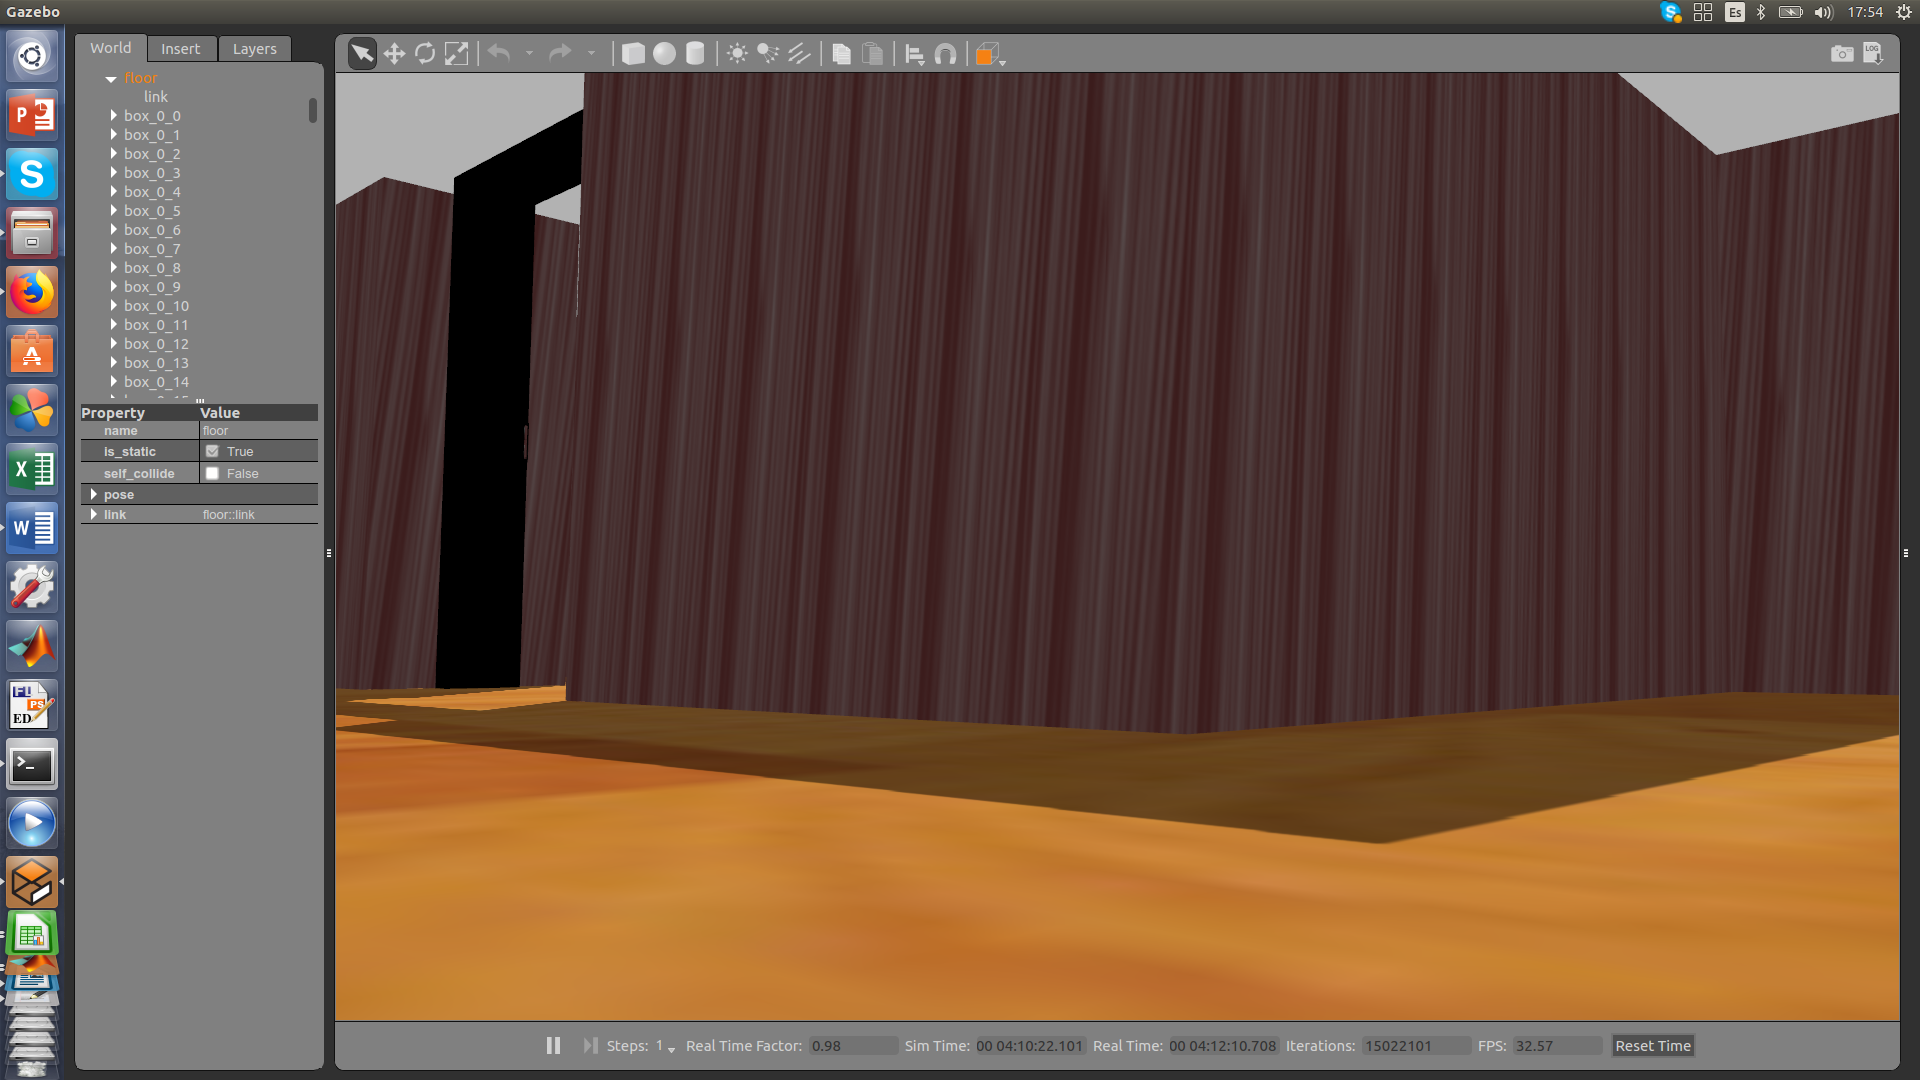 Gazebo
Es
17:54
World Insert Layers
LOG
floor
link
box_0_0
box_0_1
box_0_2
box_0_3
box_0_4
box_0_5
box_0_6
box_0_7
box_0_8
box_0_9
box_0_10
box_0_11
box_0_12
box_0_13
box_0_14
Property Value
name floor
is_static True
self_collide False
pose
link floor::link
Steps: 1 Real Time Factor: 0.98 Sim Time: 00 04:10:22.101 Real Time: 00 04:12:10.708 Iterations: 15022101 FPS: 32.57 Reset Time